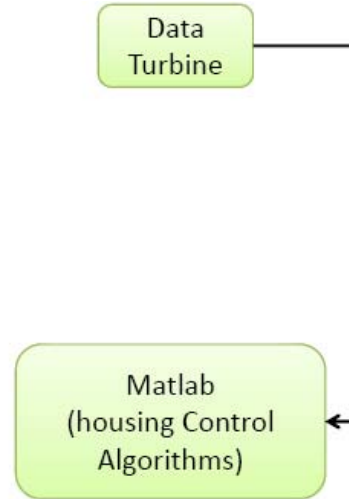 Data
Turbine
Matlab
(housing Control
Algorithms)